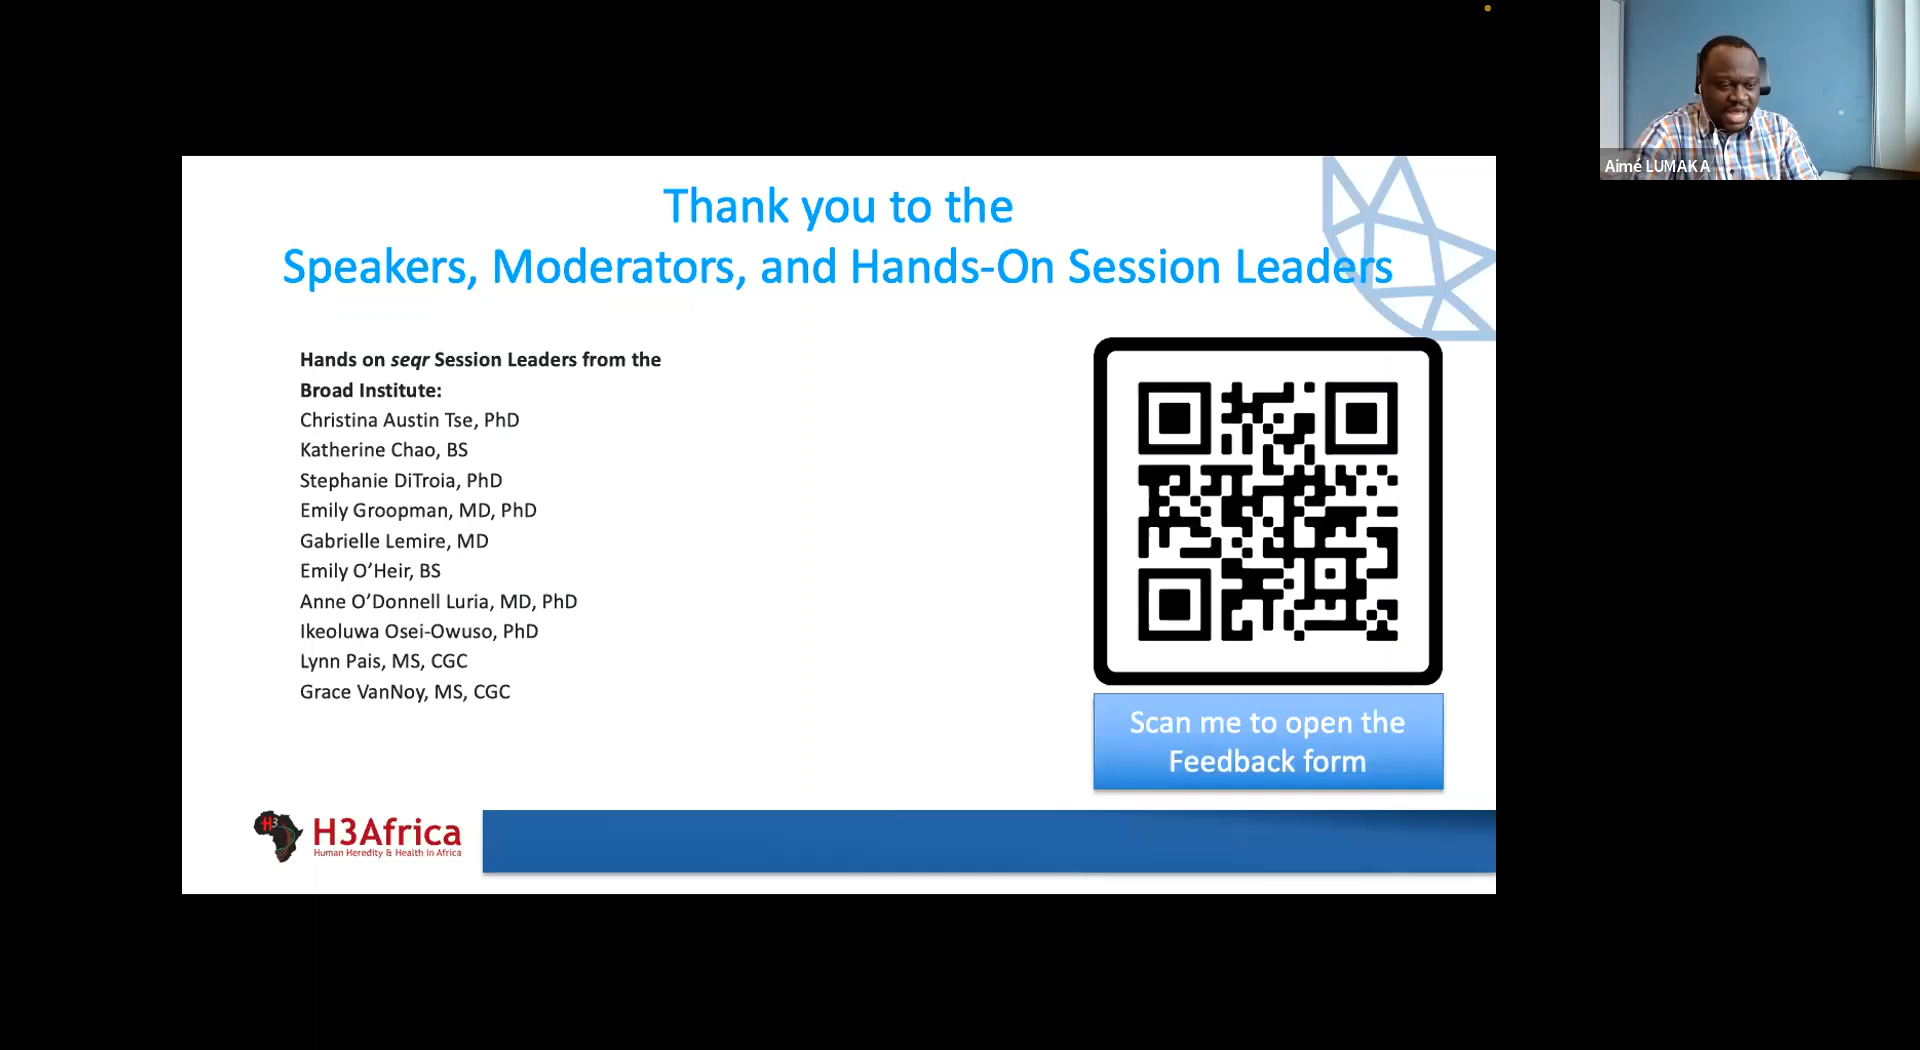 Thank you to the
Speakers, Moderators, and Hands-On Session Leaders
Hands on seqr Session Leaders from the
Broad Institute:
Christina Austin Tse, PhD
Katherine Chao, BS
Stephanie DiTroia, PhD
Emily Groopman, MD, PhD
Gabrielle Lemire, MD
Emily O’Heir, BS
Anne O’Donnell Luria, MD, PhD
Ikeoluwa Osei-Owuso, PhD
Lynn Pais, MS, CGC
Grace VanNoy, MS, CGC
Scan me to open the
Feedback form
H3
H3Africa
Human Heredity & Health in Africa
Aimé LUMAKA